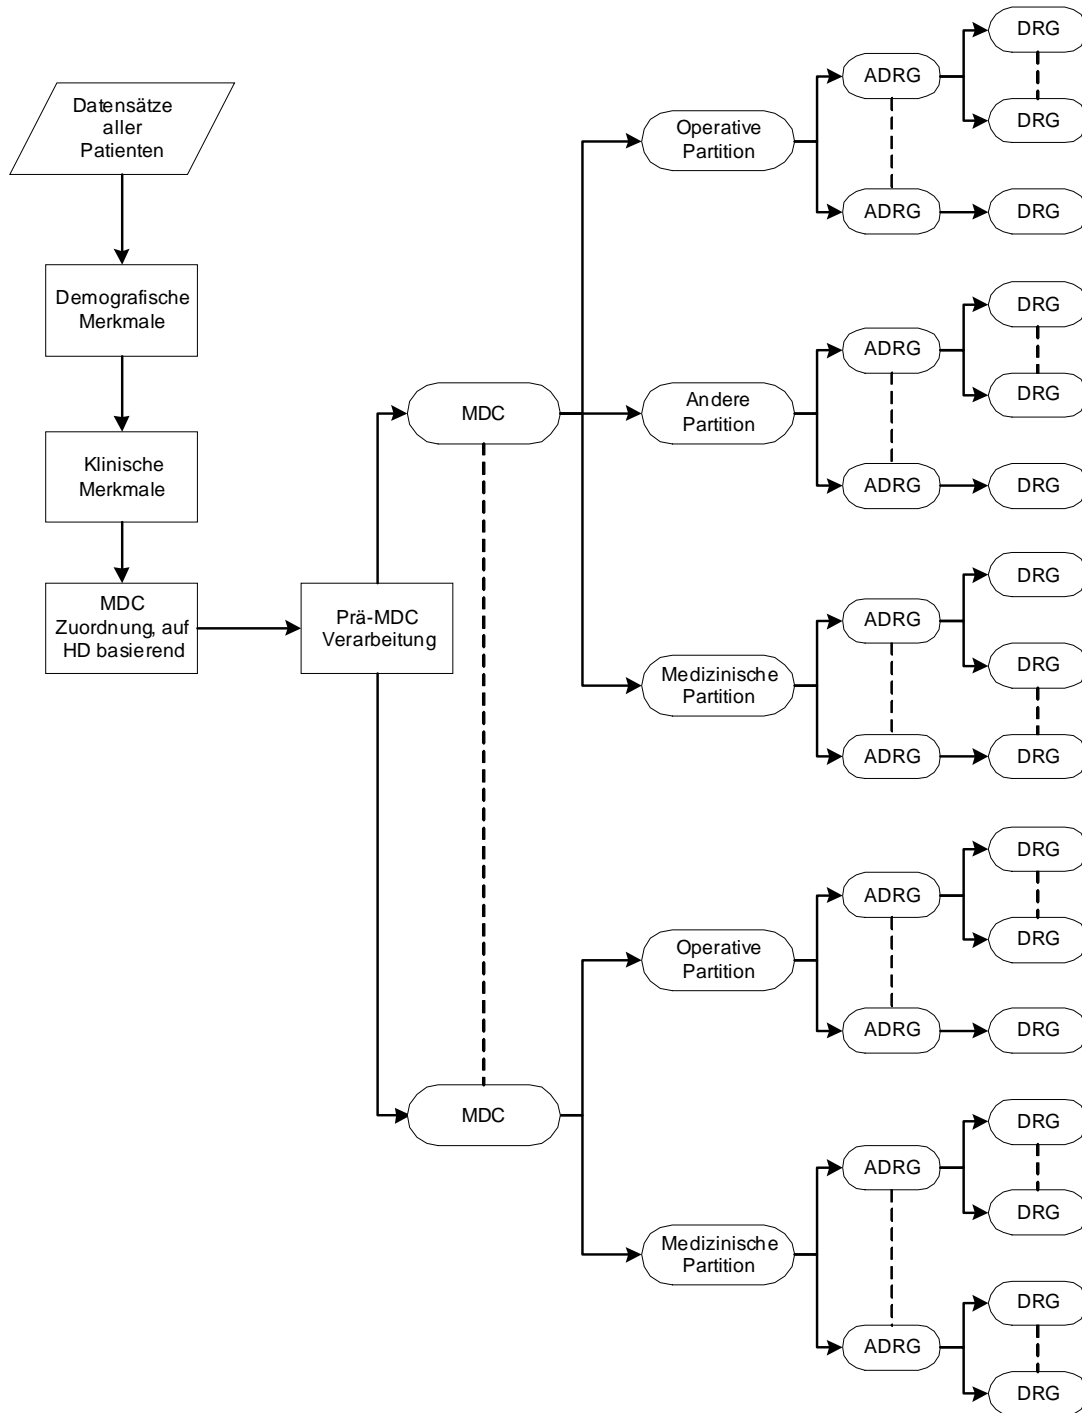 Datensätze
aller
Patienten
Demografische
Merkmale
Klinische
Merkmale
MDC
Zuordnung, auf
HD basierend
Prä-MDC
Verarbeitung
MDC
Operative
Partition
ADRG
DRG
DRG
ADRG
DRG
Andere
Partition
ADRG
DRG
DRG
ADRG
DRG
Medizinische
Partition
ADRG
DRG
DRG
ADRG
DRG
MDC
Operative
Partition
ADRG
DRG
DRG
ADRG
DRG
Medizinische
Partition
ADRG
DRG
DRG
ADRG
DRG
DRG